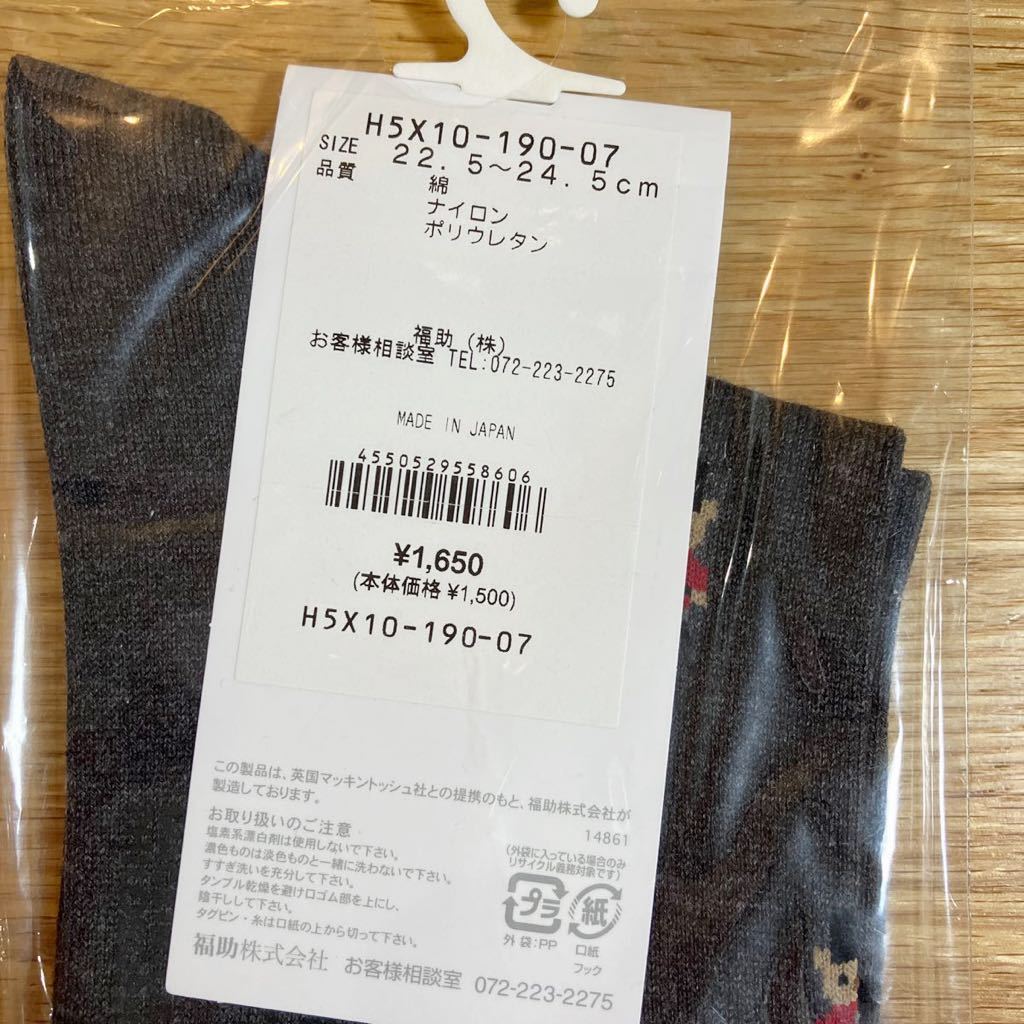 H5X10-190-07
SIZE 22.5～24.5cm
品質 綿
ナイロン
ポリウレタン
福助(株)
お客様相談室 TEL:072-223-2275
MADE IN JAPAN
4550529558606
¥1,650
(本体価格 ¥1,500)
H5X10-190-07
この製品は、英国マッキントッシュ社との提携のもと、福助株式会社が
製造しております。
14861
お取り扱いのご注意
塩素系漂白剤は使用しないで下さい。
濃色ものは淡色ものと一緒に洗わないで下さい。
すすぎ洗いを充分して下さい。
タンブル乾燥を避け口ゴム部を上にし、
陰干しして下さい。
タグピン・糸は口紙の上から切って下さい。
(外袋に入っている場合のみ
リサイクル義務対象です)
プラ
紙
外袋:PP
口紙
フック
福助株式会社 お客様相談室 072-223-2275